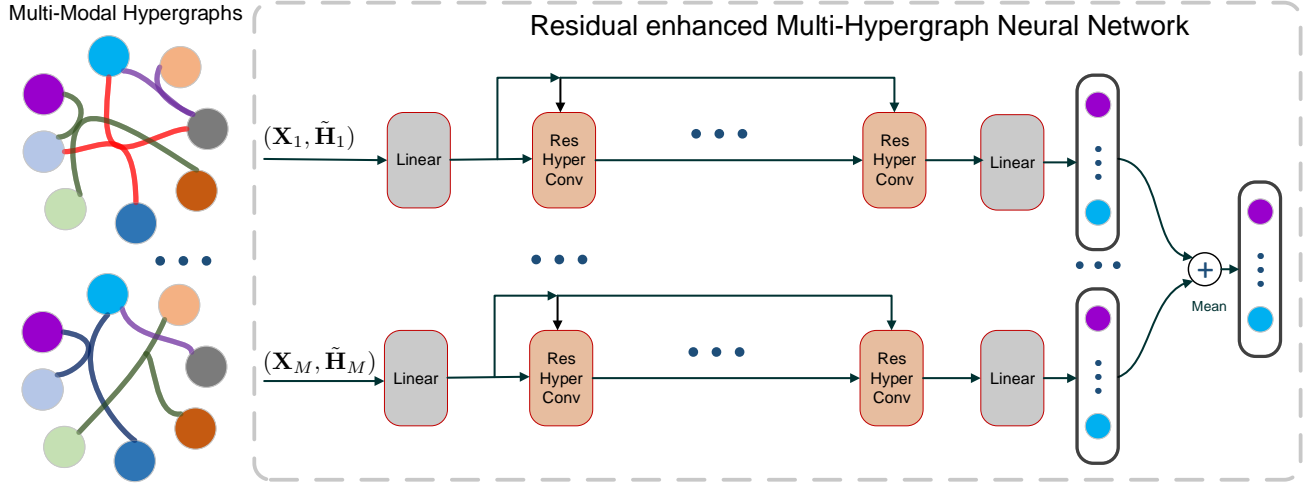 Multi-Modal Hypergraphs
Residual enhanced Multi-Hypergraph Neural Network
(X₁, H̃₁)
Linear
Res
Hyper
Conv
Res
Hyper
Conv
Linear
Mean
(X_M, H̃_M)
Linear
Res
Hyper
Conv
Res
Hyper
Conv
Linear